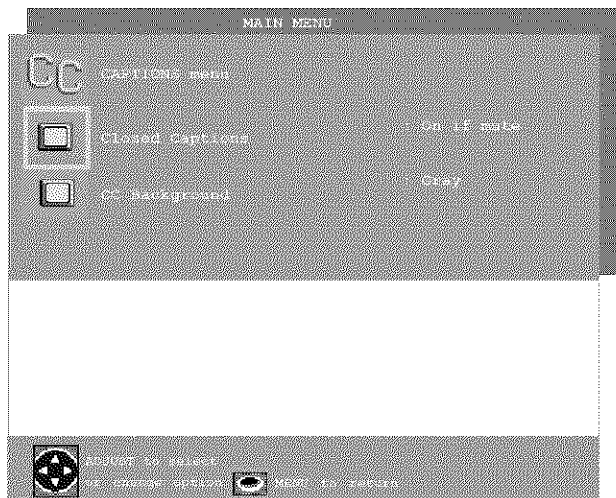 MAIN MENU
CC
CAPTIONS menu
Closed Captions On if mute
CC Background Gray
ADJUST to select
or change option MENU to return